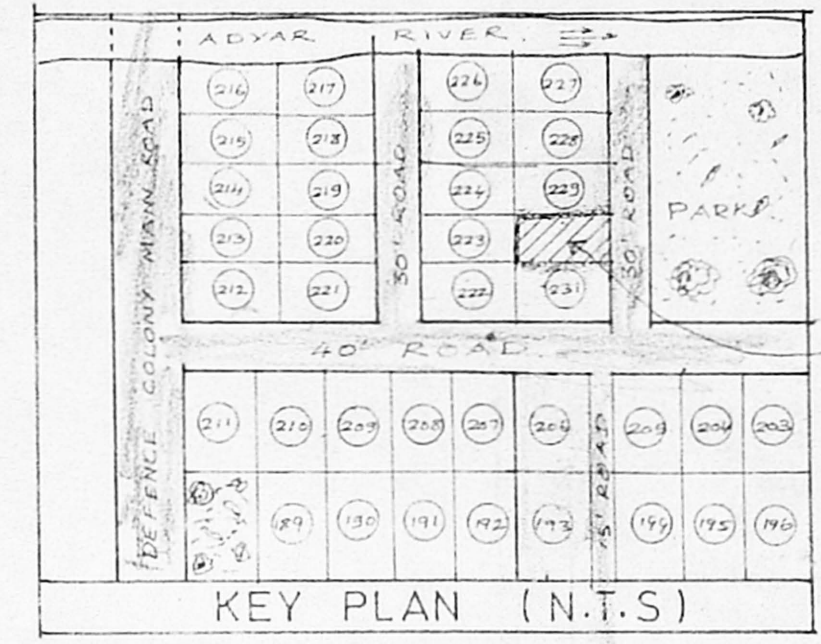 ADYAR RIVER.
216 217 226 227
215 218 225 228
214 219 224 229
213 220 223
212 221 222 231
DEFENCE COLONY MAIN ROAD
30' ROAD
30' ROAD
PARK
40' ROAD
211 210 209 208 207 206 205 204 203
15' ROAD
189 190 191 192 193 194 195 196
KEY PLAN (N.T.S)